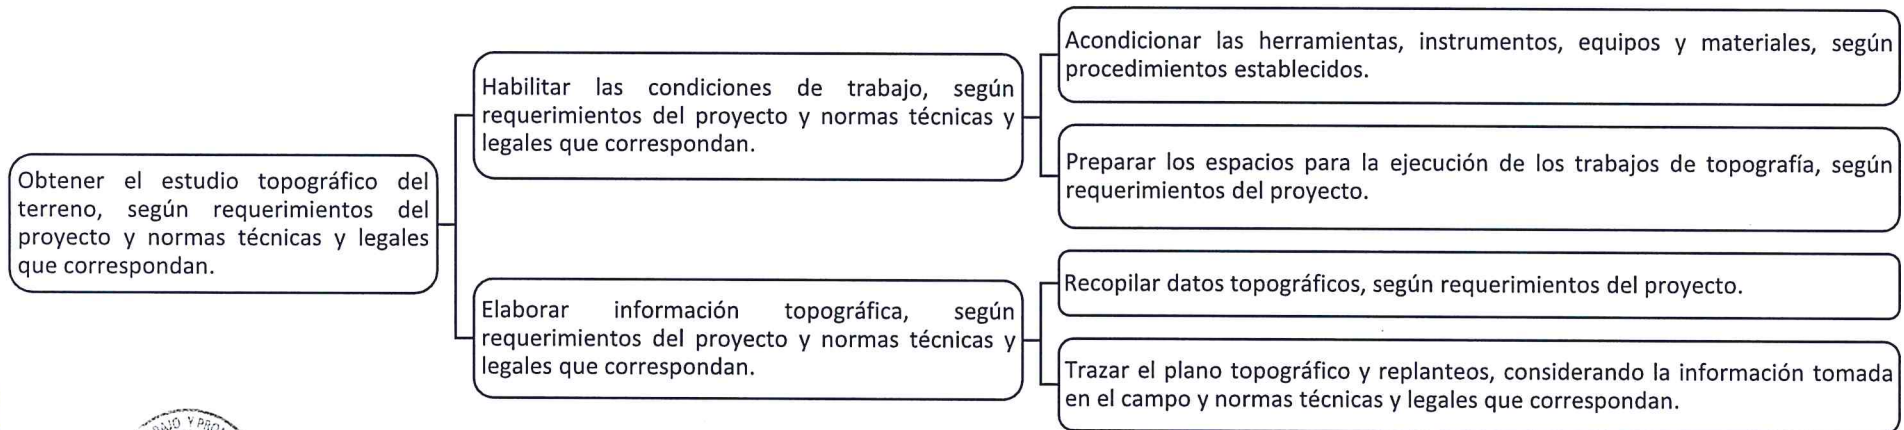 Obtener el estudio topográfico del
terreno, según requerimientos del
proyecto y normas técnicas y legales
que correspondan.
Habilitar las condiciones de trabajo, según
requerimientos del proyecto y normas técnicas y
legales que correspondan.
Acondicionar las herramientas, instrumentos, equipos y materiales, según
procedimientos establecidos.
Preparar los espacios para la ejecución de los trabajos de topografía, según
requerimientos del proyecto.
Elaborar información topográfica, según
requerimientos del proyecto y normas técnicas y
legales que correspondan.
Recopilar datos topográficos, según requerimientos del proyecto.
Trazar el plano topográfico y replanteos, considerando la información tomada
en el campo y normas técnicas y legales que correspondan.